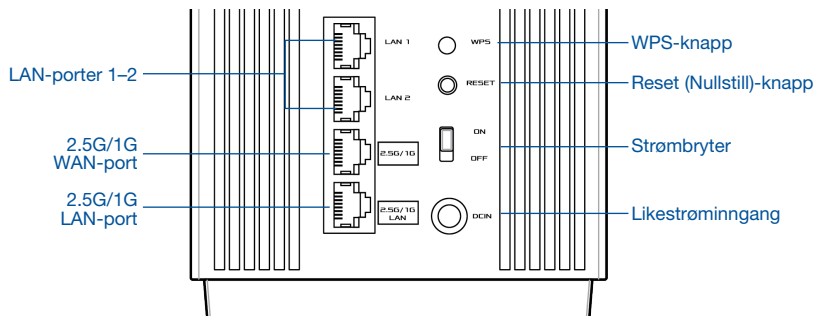 LAN-porter 1–2
2.5G/1G
WAN-port
2.5G/1G
LAN-port
LAN 1
LAN 2
2.5G/1G
2.5G/1G
LAN
WPS
RESET
ON
OFF
DCIN
WPS-knapp
Reset (Nullstill)-knapp
Strømbryter
Likestrøminngang